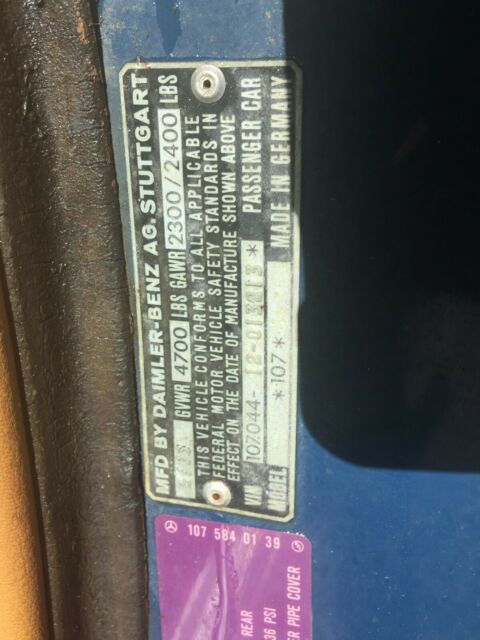 MFD BY DAIMLER-BENZ AG. STUTTGART
GVWR 4700 LBS GAWR 2300/2400 LBS
THIS VEHICLE CONFORMS TO ALL APPLICABLE
FEDERAL MOTOR VEHICLE SAFETY STANDARDS IN
EFFECT ON THE DATE OF MANUFACTURE SHOWN ABOVE
107044-12-013213* PASSENGER CAR
MODEL *107* MADE IN GERMANY
107 584 01 39
REAR
36 PSI
PIPE COVER